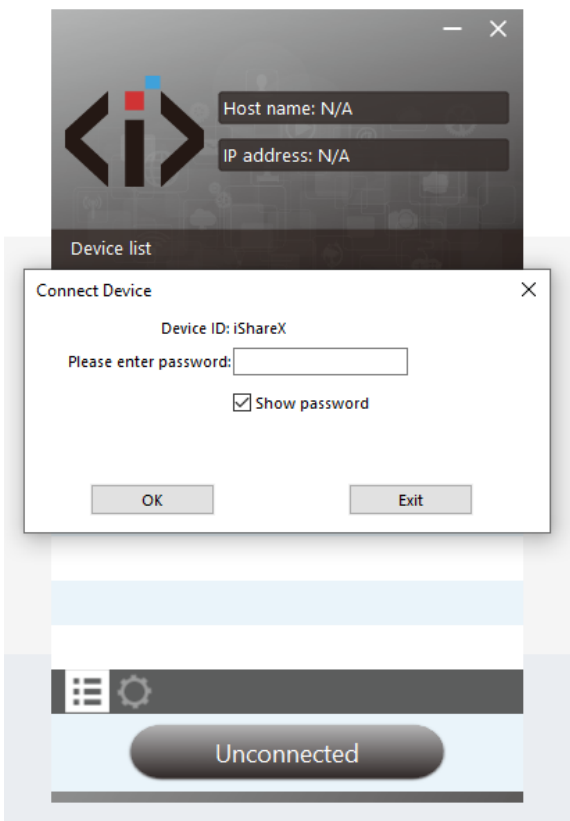 Host name: N/A
IP address: N/A
Device list
Connect Device
Device ID: iShareX
Please enter password:
Show password
OK Exit
Unconnected